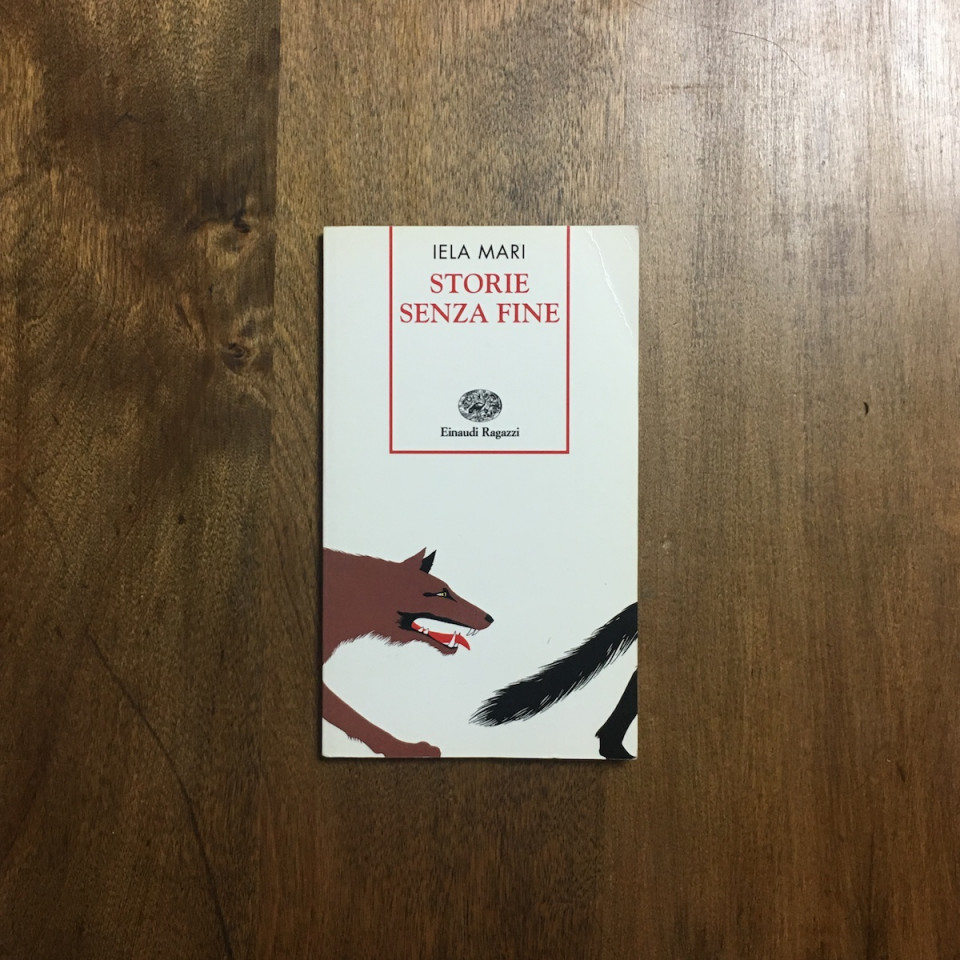 IELA MARI
STORIE
SENZA FINE
Einaudi Ragazzi